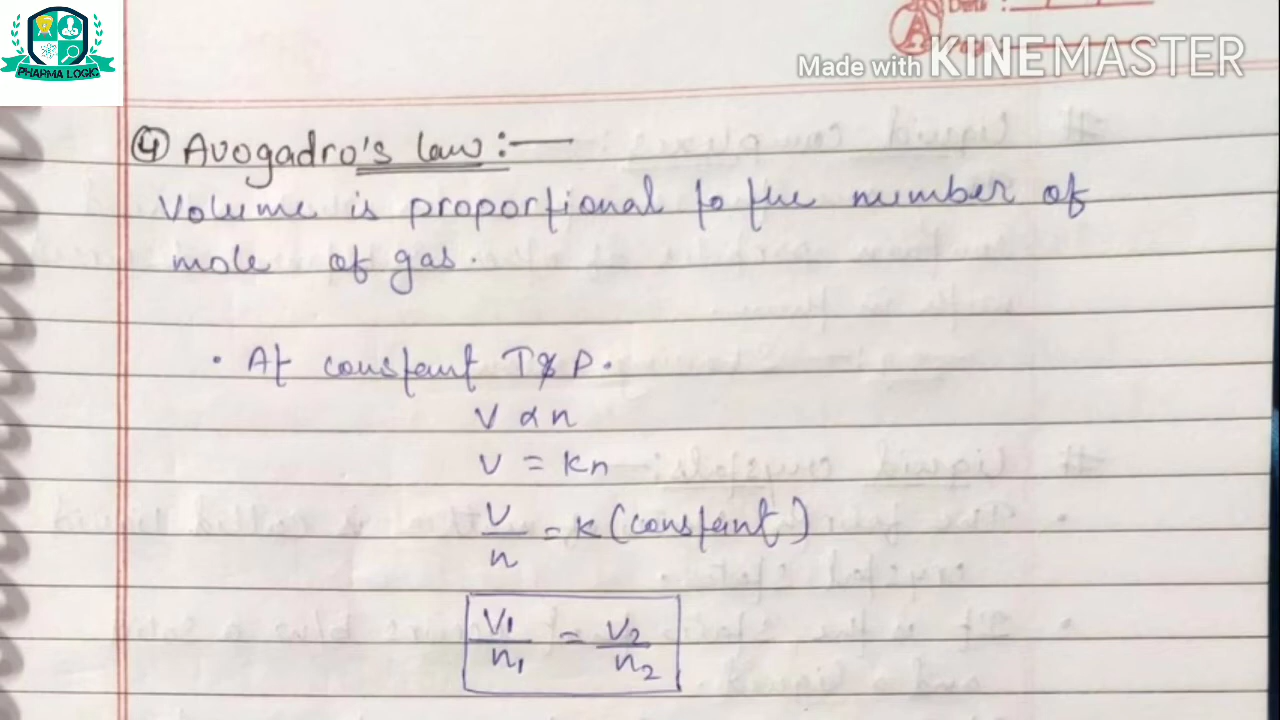 PHARMA LOGIC
Date :
Made with KINEMASTER
④ Avogadro's law :—
Volume is proportional to the number of
mole of gas.
• At constant T & P.
V ∝ n
V = kn
V/n = k (constant)
V1/n1 = V2/n2